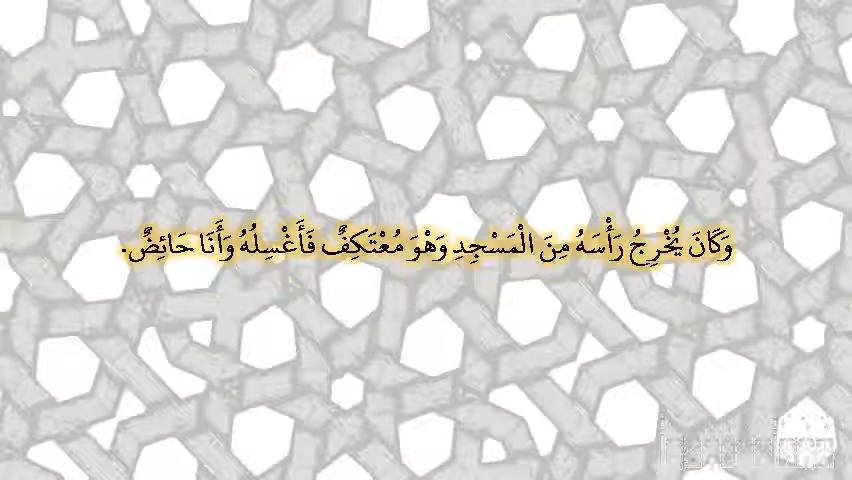 وَكَانَ يُخْرِجُ رَأْسَهُ مِنَ الْمَسْجِدِ وَهْوَ مُعْتَكِفٌ فَأَغْسِلُهُ وَأَنَا حَائِضٌ.